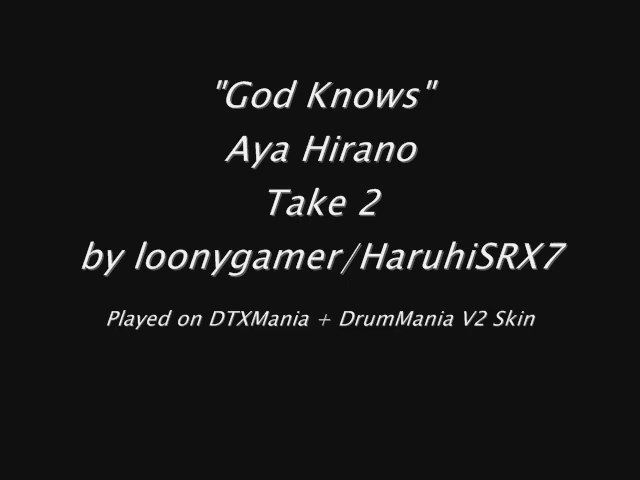 "God Knows"
Aya Hirano
Take 2
by loonygamer/HaruhiSRX7
Played on DTXMania + DrumMania V2 Skin